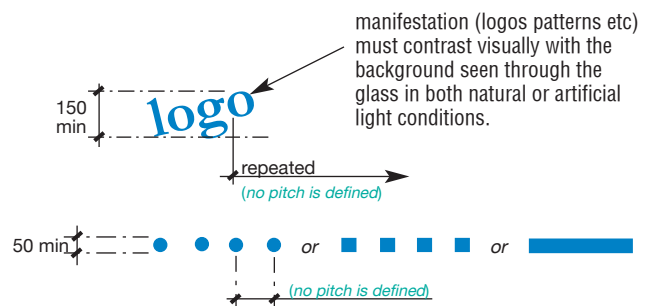 manifestation (logos patterns etc)
must contrast visually with the
background seen through the
glass in both natural or artificial
light conditions.
150
min
logo
repeated
(no pitch is defined)
50 min
or
or
(no pitch is defined)